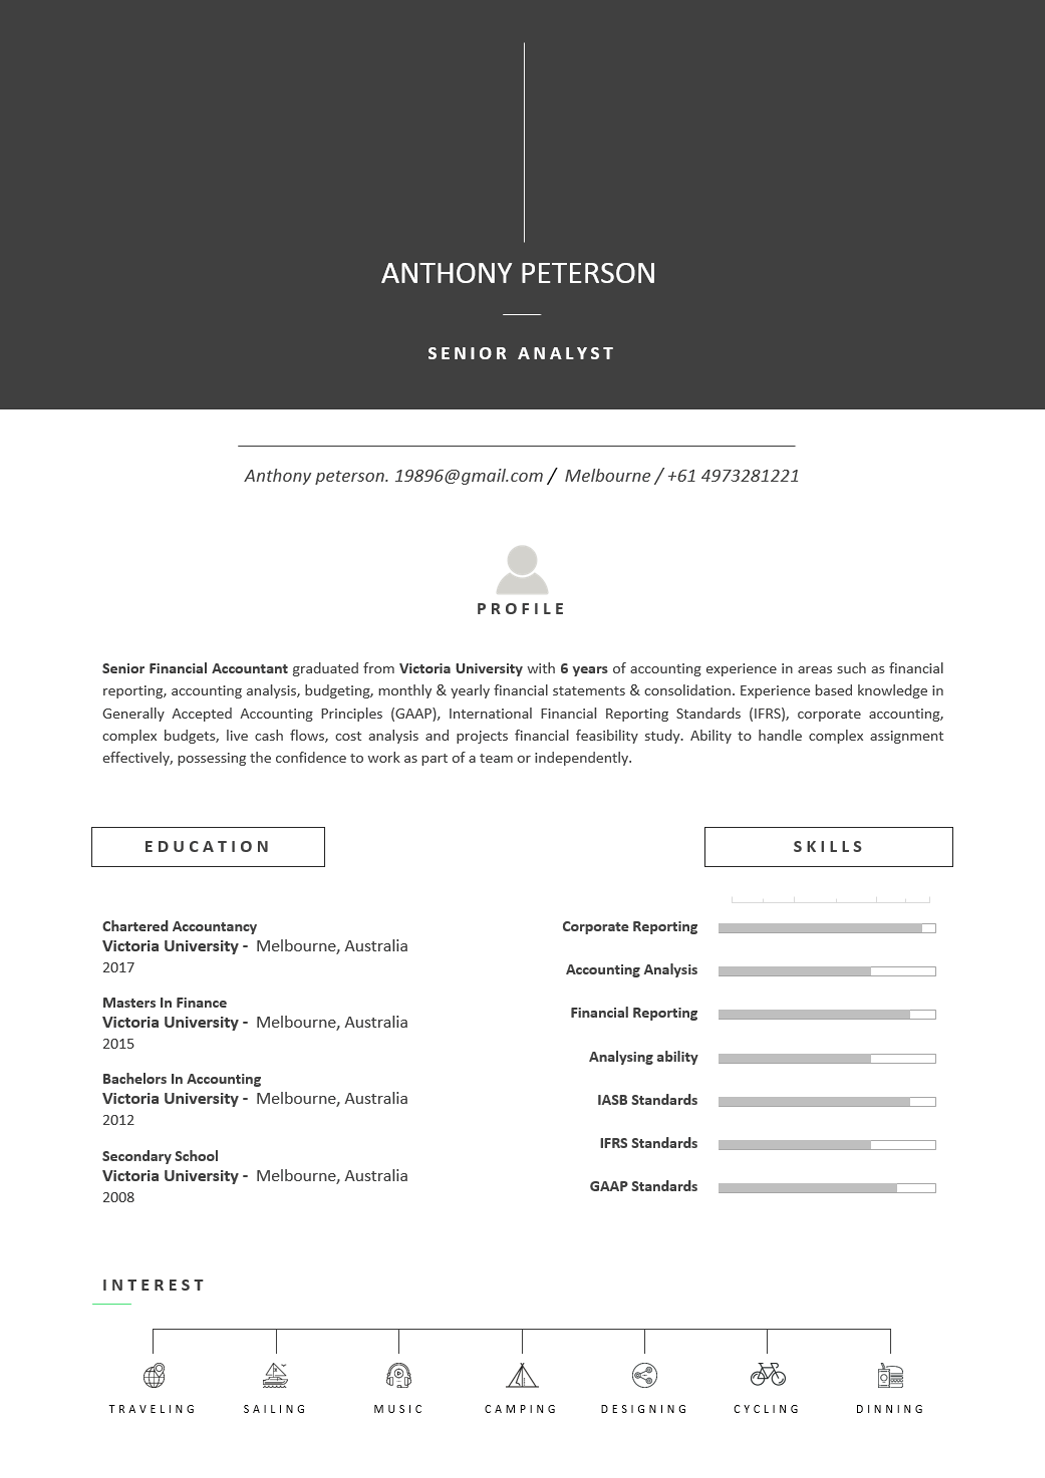 ANTHONY PETERSON
SENIOR ANALYST
Anthony peterson. 19896@gmail.com / Melbourne / +61 4973281221
PROFILE
Senior Financial Accountant graduated from Victoria University with 6 years of accounting experience in areas such as financial
reporting, accounting analysis, budgeting, monthly & yearly financial statements & consolidation. Experience based knowledge in
Generally Accepted Accounting Principles (GAAP), International Financial Reporting Standards (IFRS), corporate accounting,
complex budgets, live cash flows, cost analysis and projects financial feasibility study. Ability to handle complex assignment
effectively, possessing the confidence to work as part of a team or independently.
EDUCATION
Chartered Accountancy
Victoria University - Melbourne, Australia
2017
Masters In Finance
Victoria University - Melbourne, Australia
2015
Bachelors In Accounting
Victoria University - Melbourne, Australia
2012
Secondary School
Victoria University - Melbourne, Australia
2008
SKILLS
Corporate Reporting
Accounting Analysis
Financial Reporting
Analysing ability
IASB Standards
IFRS Standards
GAAP Standards
INTEREST
TRAVELING
SAILING
MUSIC
CAMPING
DESIGNING
CYCLING
DINNING